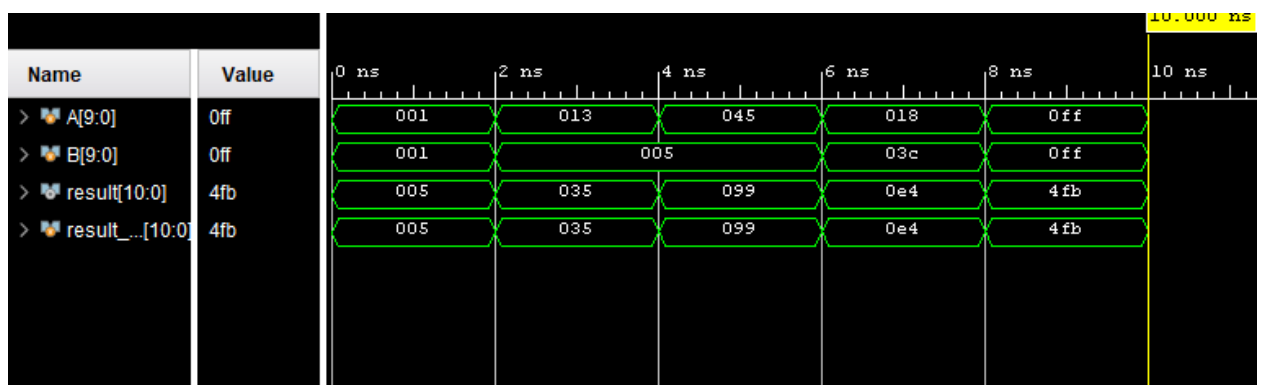 10.000 ns
Name Value 0 ns 2 ns 4 ns 6 ns 8 ns 10 ns
> A[9:0] 0ff 001 013 045 018 0ff
> B[9:0] 0ff 001 005 03c 0ff
> result[10:0] 4fb 005 035 099 0e4 4fb
> result_...[10:0] 4fb 005 035 099 0e4 4fb